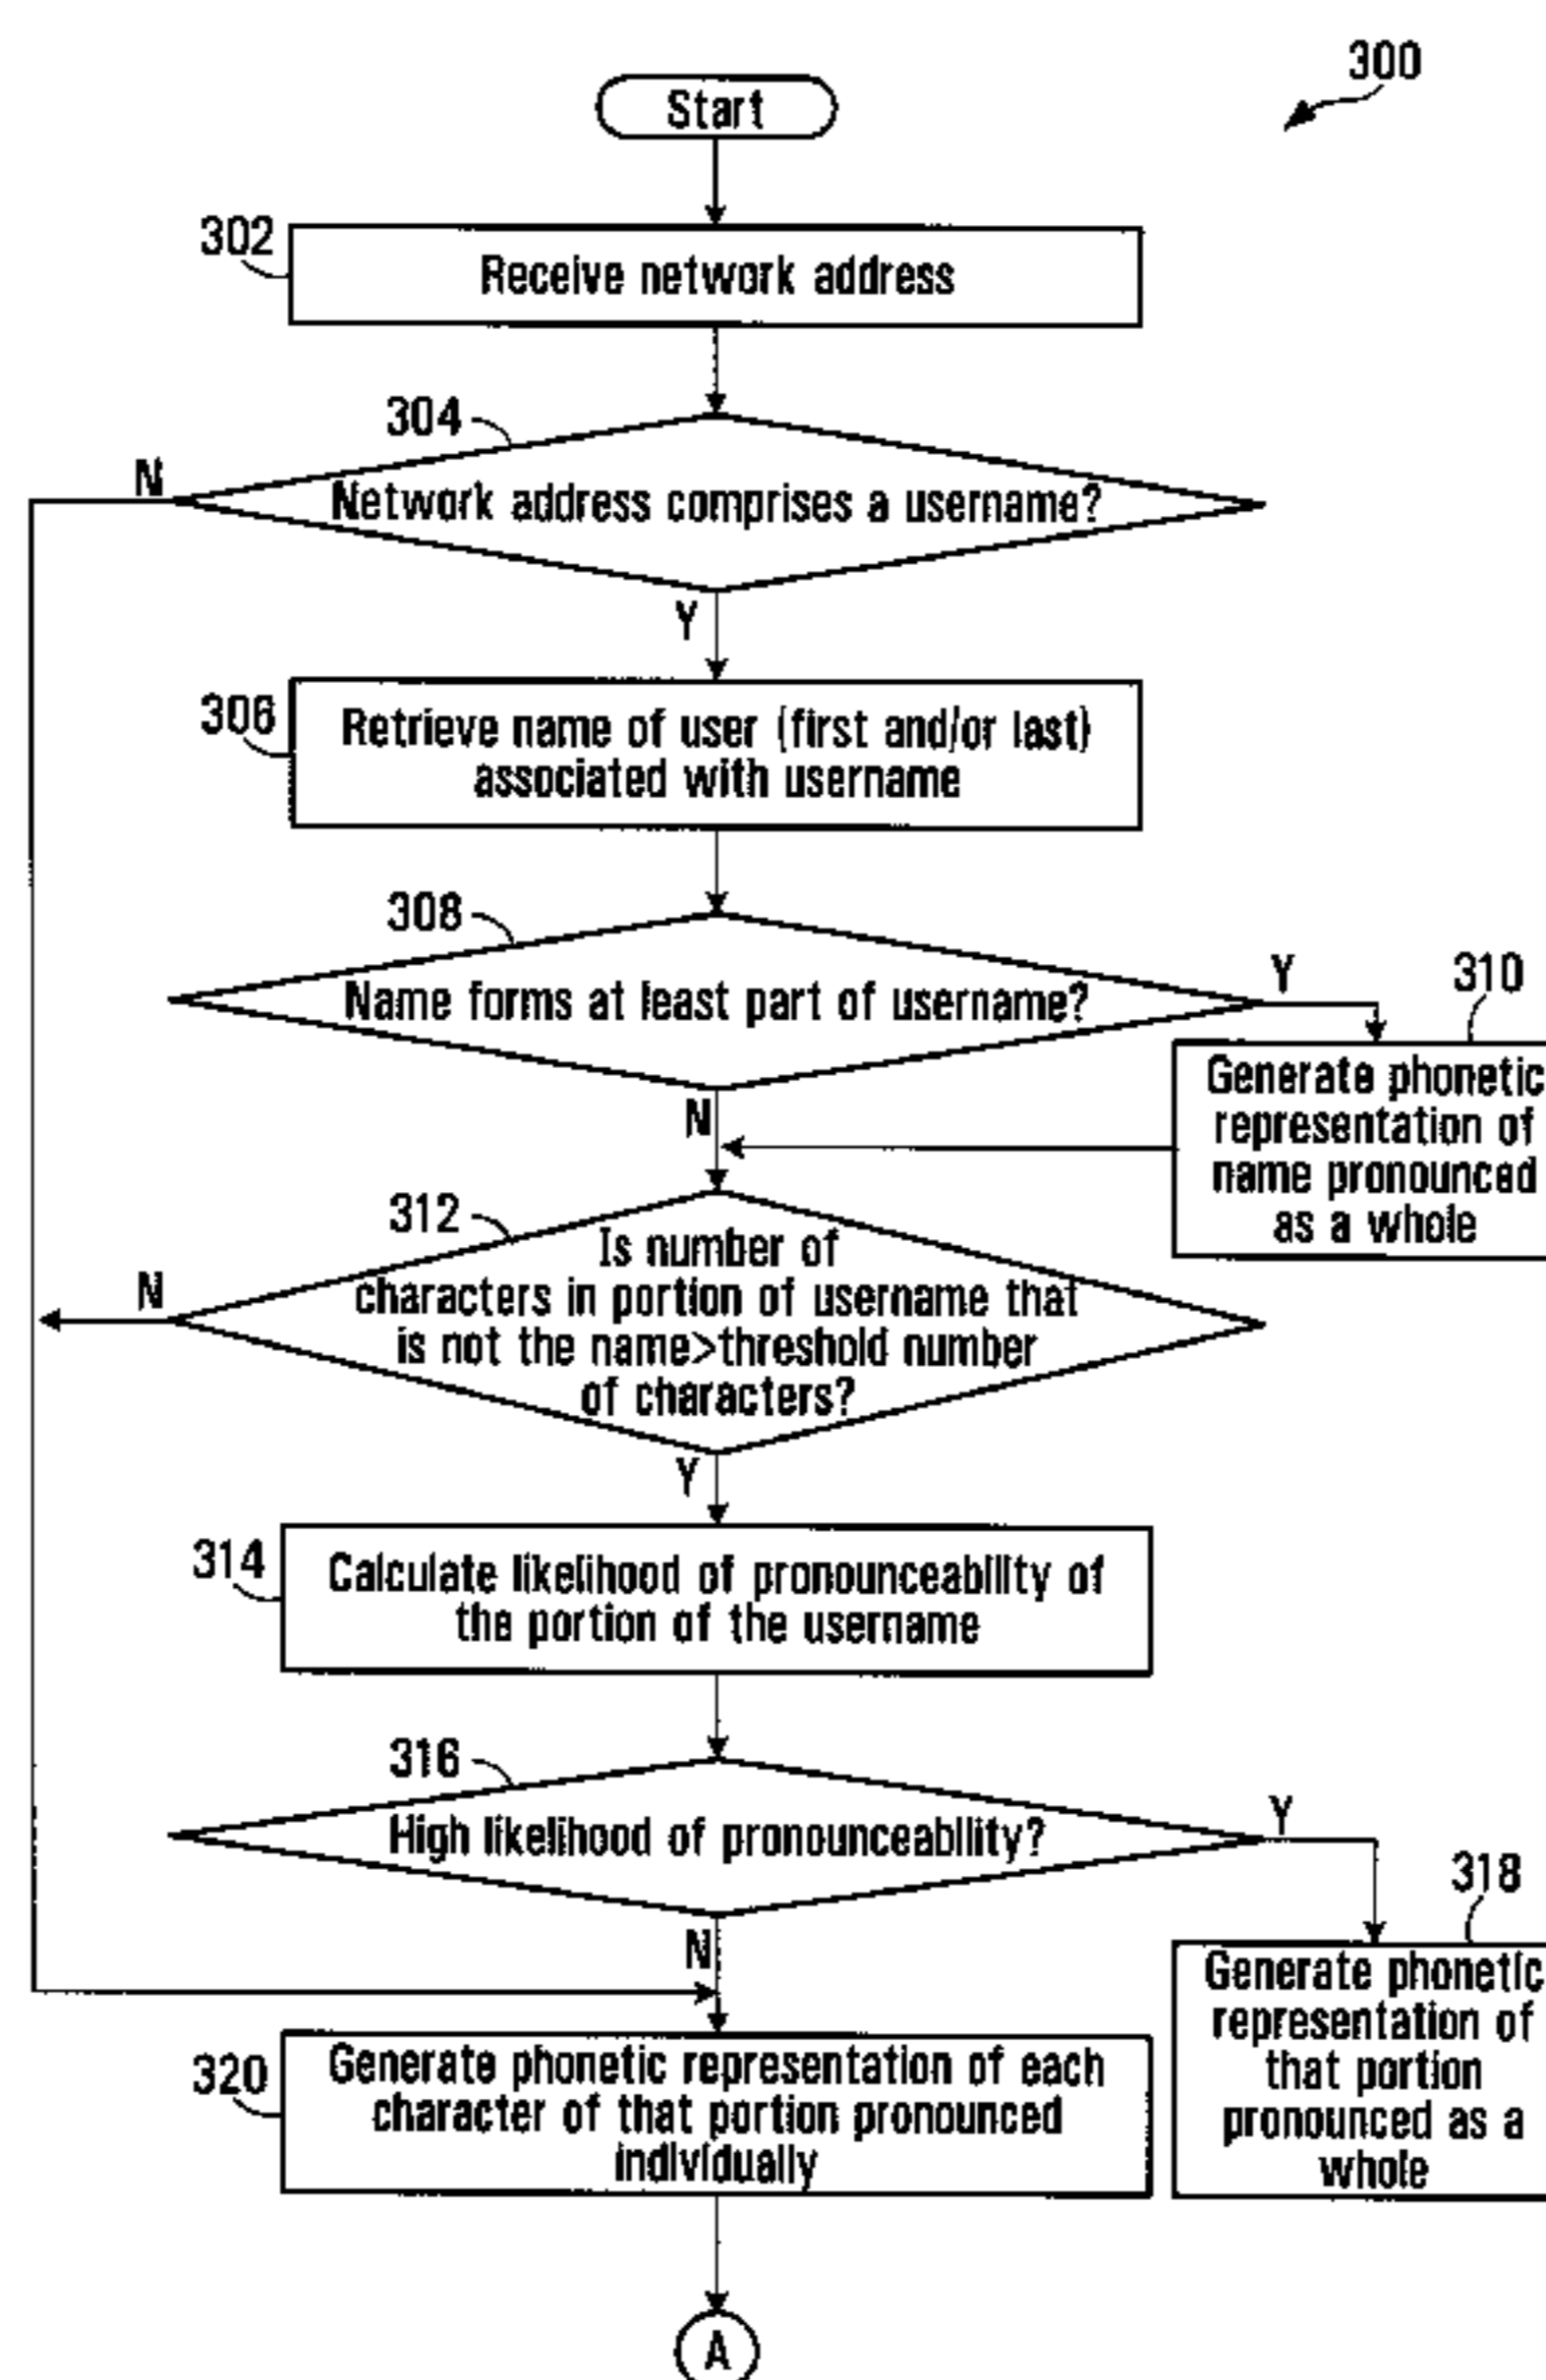 300
Start
302
Receive network address
304
N
Network address comprises a username?
Y
306
Retrieve name of user (first and/or last)
associated with username
308
Name forms at least part of username?
Y
310
Generate phonetic
representation of
name pronounced
as a whole
N
312
Is number of
characters in portion of username that
is not the name>threshold number
of characters?
N
Y
314
Calculate likelihood of pronounceability of
the portion of the username
316
High likelihood of pronounceability?
Y
318
Generate phonetic
representation of
that portion
pronounced as a
whole
N
320
Generate phonetic representation of each
character of that portion pronounced
individually
A